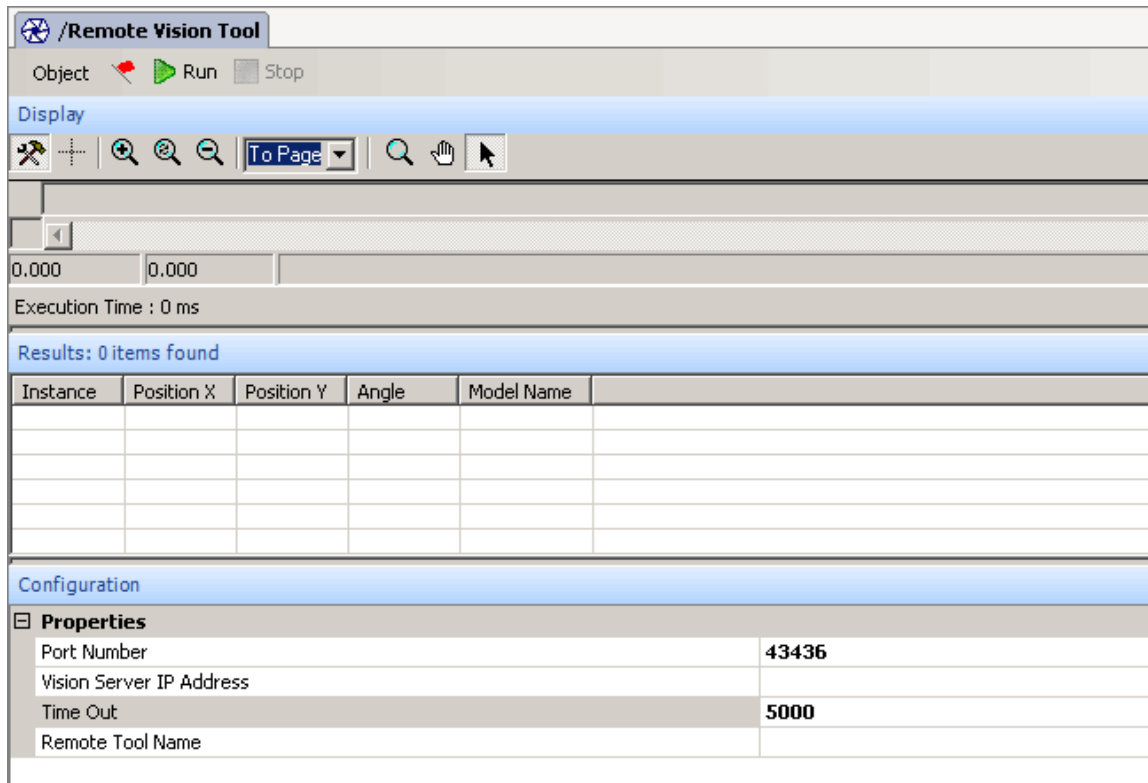 /Remote Vision Tool
Object Run Stop
Display
To Page
0.000 0.000
Execution Time : 0 ms
Results: 0 items found
Instance Position X Position Y Angle Model Name
Configuration
Properties
Port Number 43436
Vision Server IP Address
Time Out 5000
Remote Tool Name